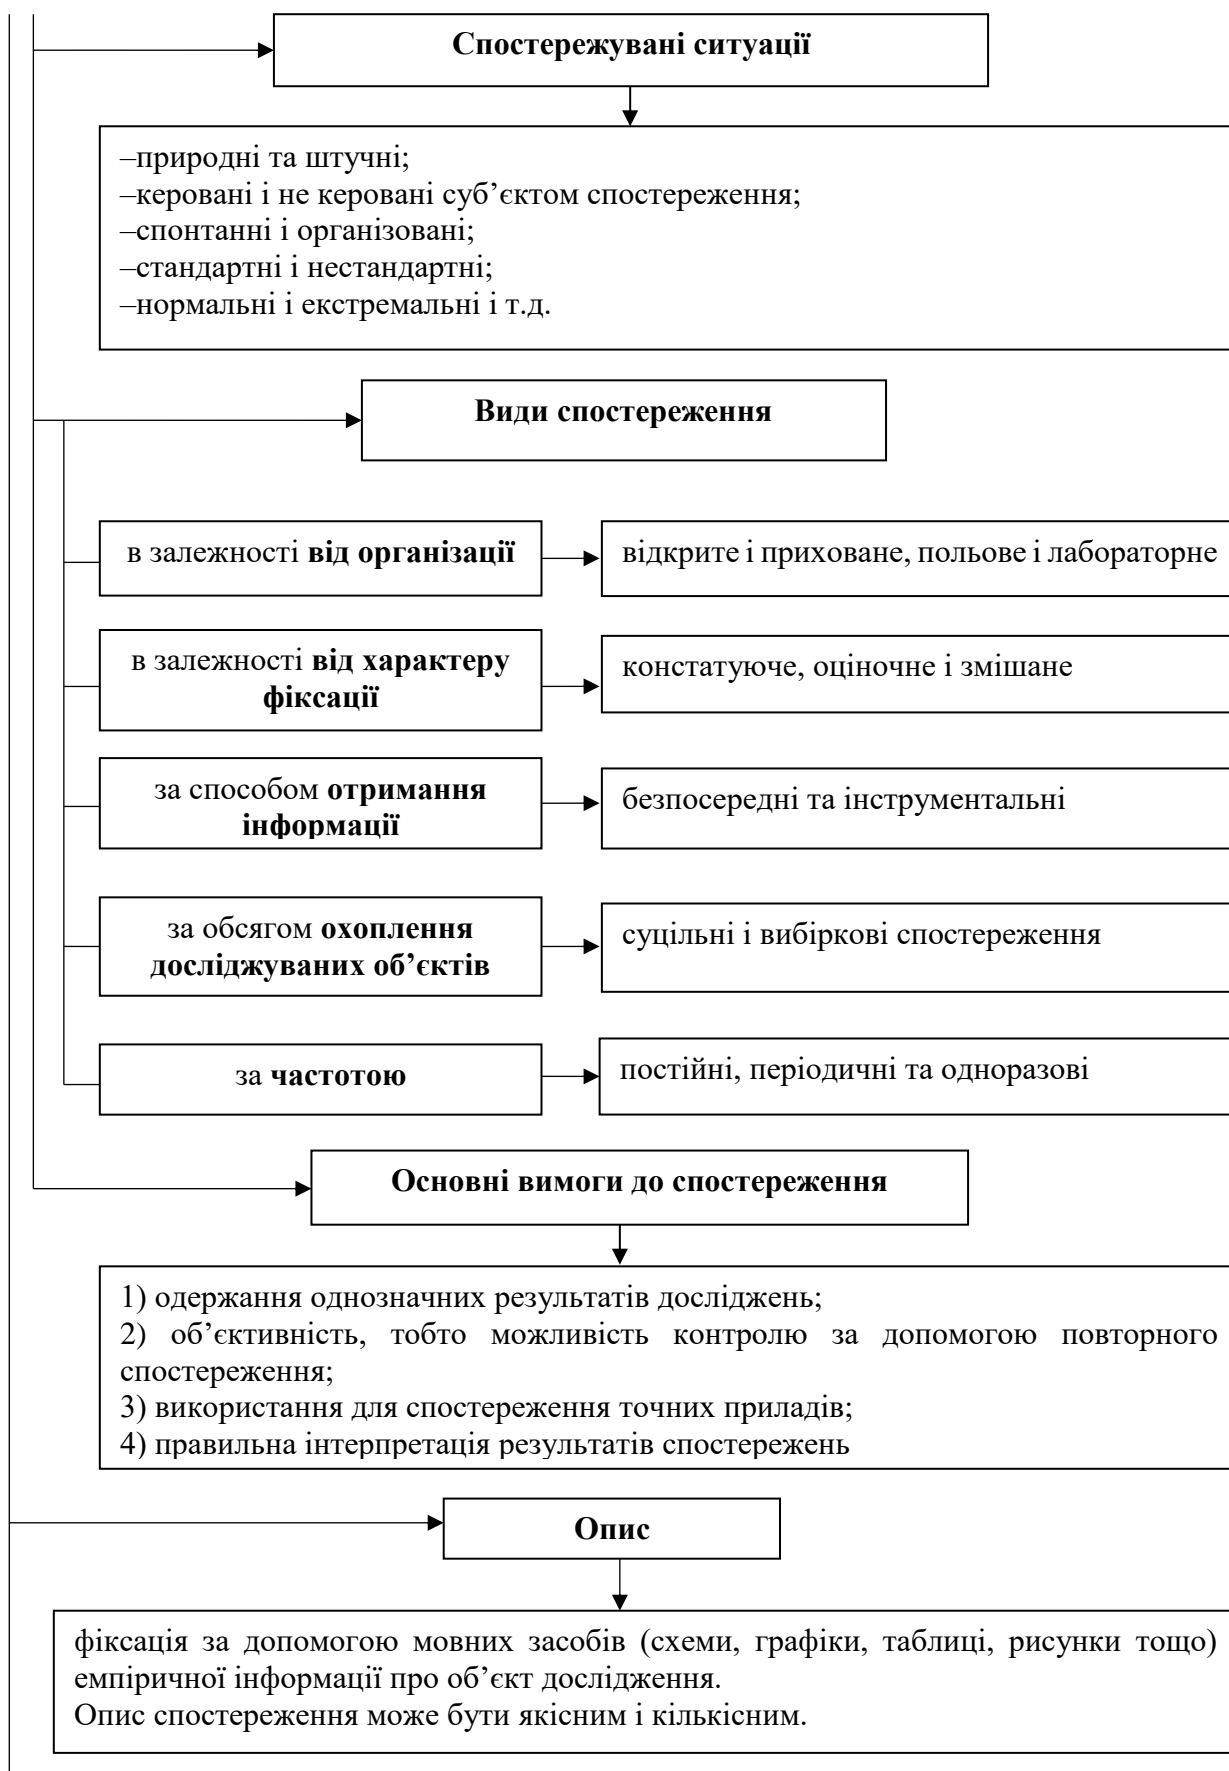 Спостережувані ситуації
–природні та штучні;
–керовані і не керовані суб’єктом спостереження;
–спонтанні і організовані;
–стандартні і нестандартні;
–нормальні і екстремальні і т.д.
Види спостереження
в залежності від організації
відкрите і приховане, польове і лабораторне
в залежності від характеру
фіксації
констатуюче, оціночне і змішане
за способом отримання
інформації
безпосередні та інструментальні
за обсягом охоплення
досліджуваних об’єктів
суцільні і вибіркові спостереження
за частотою
постійні, періодичні та одноразові
Основні вимоги до спостереження
1) одержання однозначних результатів досліджень;
2) об’єктивність, тобто можливість контролю за допомогою повторного
спостереження;
3) використання для спостереження точних приладів;
4) правильна інтерпретація результатів спостережень
Опис
фіксація за допомогою мовних засобів (схеми, графіки, таблиці, рисунки тощо)
емпіричної інформації про об’єкт дослідження.
Опис спостереження може бути якісним і кількісним.